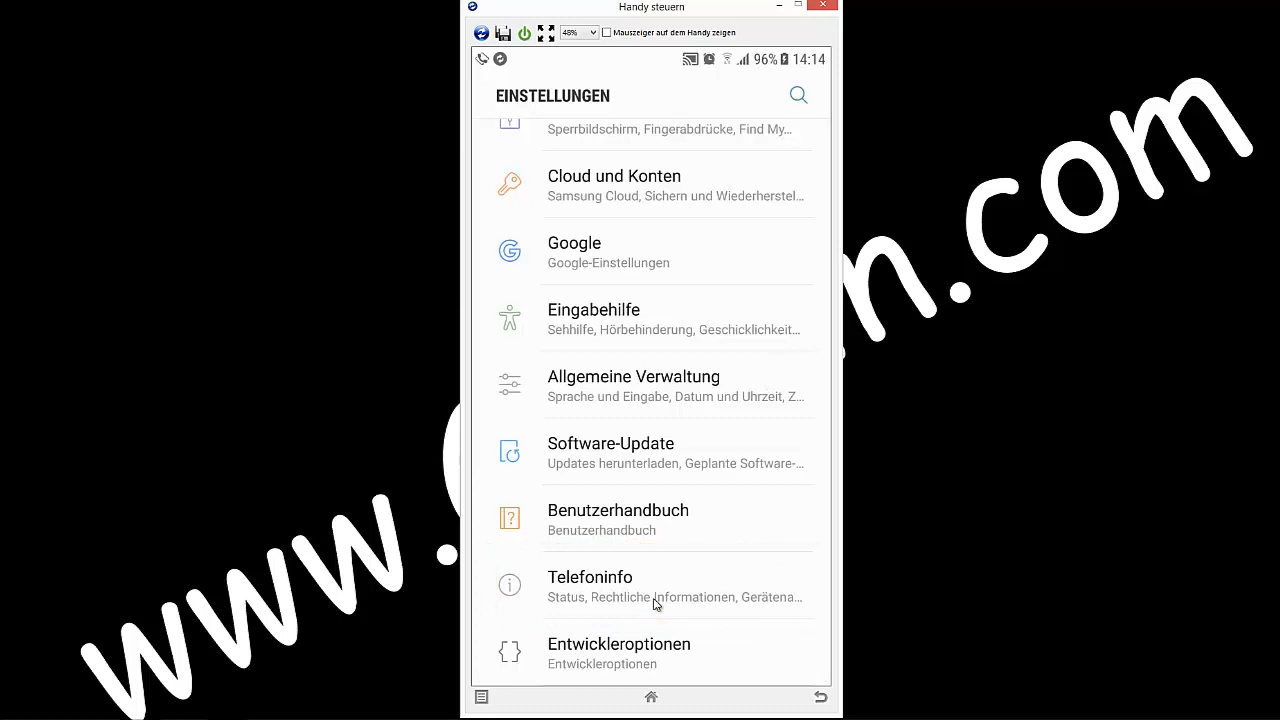 Handy steuern
48%
Mauszeiger auf dem Handy zeigen
96% 14:14
EINSTELLUNGEN
Sperrbildschirm, Fingerabdrücke, Find My...
Cloud und Konten
Samsung Cloud, Sichern und Wiederherstel...
Google
Google-Einstellungen
Eingabehilfe
Sehhilfe, Hörbehinderung, Geschicklichkeit...
Allgemeine Verwaltung
Sprache und Eingabe, Datum und Uhrzeit, Z...
Software-Update
Updates herunterladen, Geplante Software-...
Benutzerhandbuch
Benutzerhandbuch
Telefoninfo
Status, Rechtliche Informationen, Gerätena...
Entwickleroptionen
Entwickleroptionen
www.
n.com